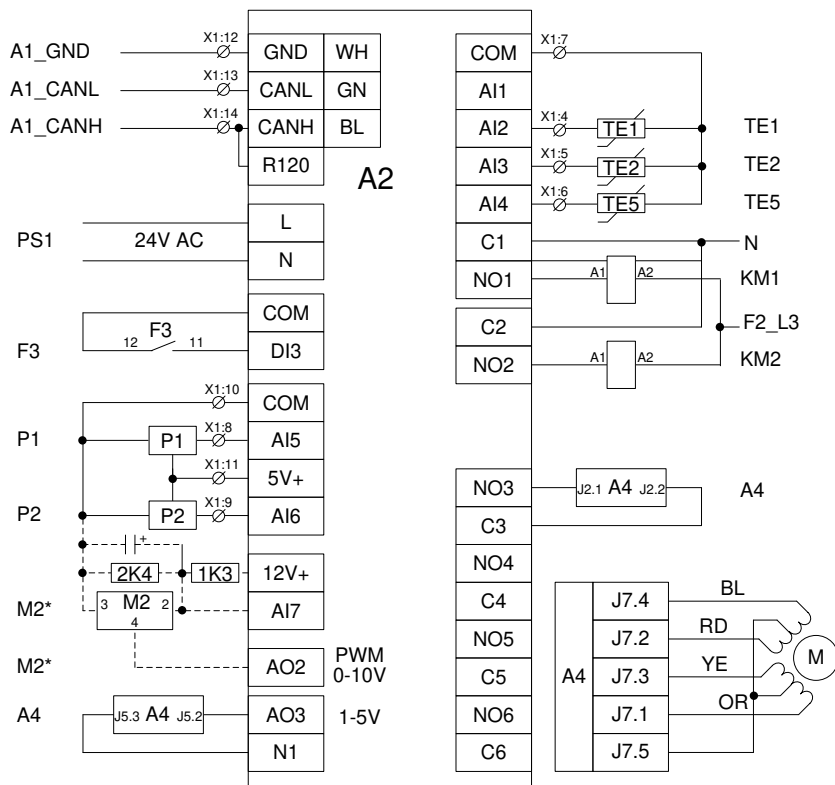 A1_GND X1:12 GND WH
A1_CANL X1:13 CANL GN
A1_CANH X1:14 CANH BL
R120
A2
PS1 24V AC L
N
COM
F3 12 F3 11 DI3
X1:10 COM
P1 P1 X1:8 AI5
X1:11 5V+
P2 P2 X1:9 AI6
+
2K4 1K3 12V+
M2* 3 M2 2 AI7
4
M2* AO2 PWM
0-10V
A4 J5.3 A4 J5.2 AO3 1-5V
N1
COM X1:7
AI1
AI2 X1:4 TE1 TE1
AI3 X1:5 TE2 TE2
AI4 X1:6 TE5 TE5
C1 N
NO1 A1 A2 KM1
C2 F2_L3
NO2 A1 A2 KM2
NO3 J2.1 A4 J2.2 A4
C3
NO4
C4
NO5
C5
NO6
C6
A4
J7.4 BL
J7.2 RD
M
J7.3 YE
J7.1 OR
J7.5